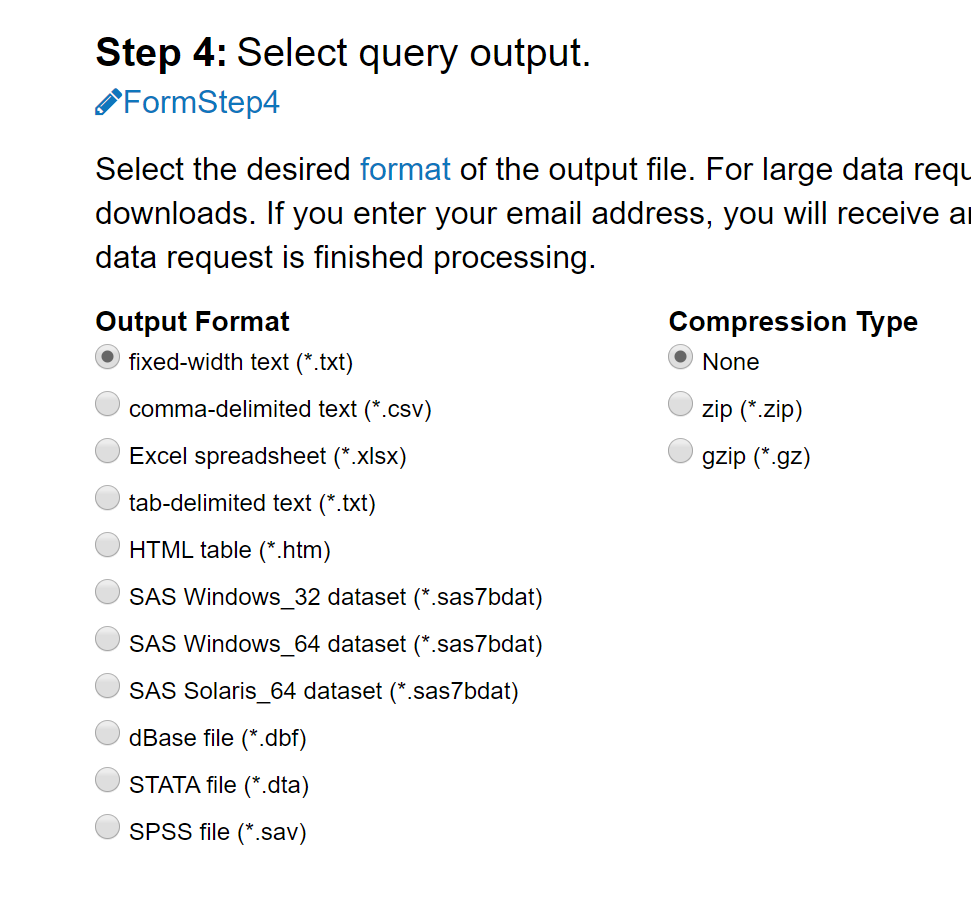 Step 4: Select query output.
FormStep4
Select the desired format of the output file. For large data
downloads. If you enter your email address, you will receive
data request is finished processing.
Output Format
Compression Type
fixed-width text (*.txt)
None
comma-delimited text (*.csv)
zip (*.zip)
Excel spreadsheet (*.xlsx)
gzip (*.gz)
tab-delimited text (*.txt)
HTML table (*.htm)
SAS Windows_32 dataset (*.sas7bdat)
SAS Windows_64 dataset (*.sas7bdat)
SAS Solaris_64 dataset (*.sas7bdat)
dBase file (*.dbf)
STATA file (*.dta)
SPSS file (*.sav)